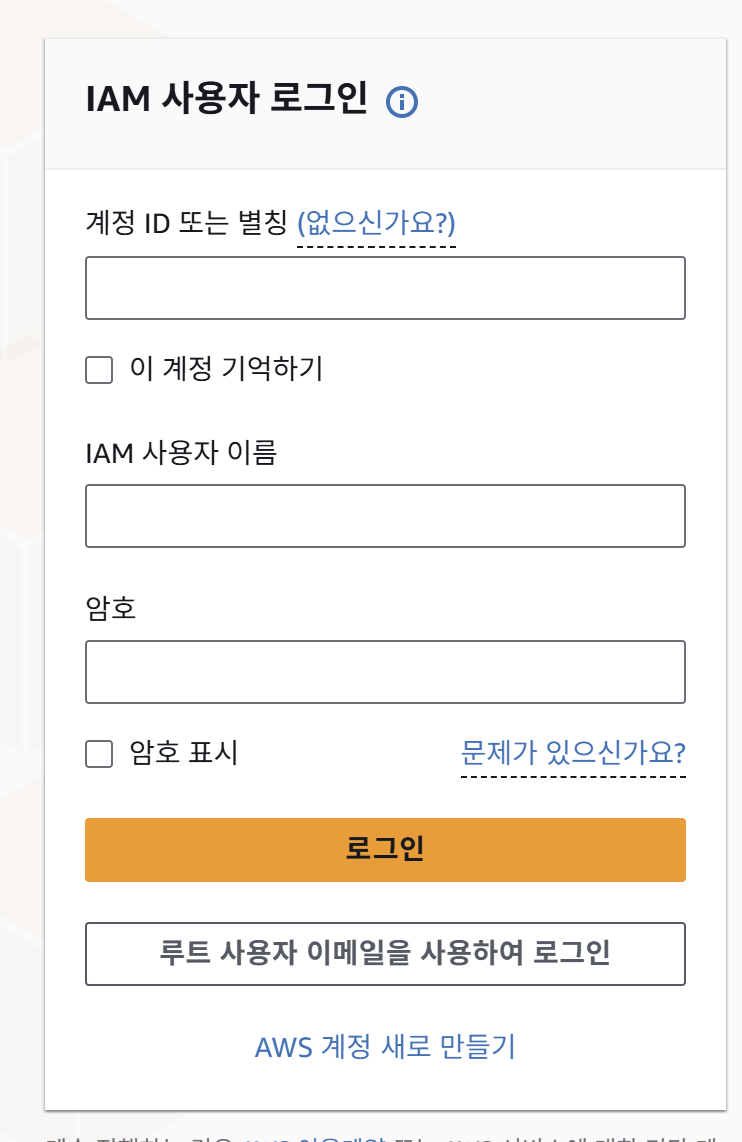 IAM 사용자 로그인
계정 ID 또는 별칭 (없으신가요?)
이 계정 기억하기
IAM 사용자 이름
암호
암호 표시 문제가 있으신가요?
로그인
루트 사용자 이메일을 사용하여 로그인
AWS 계정 새로 만들기